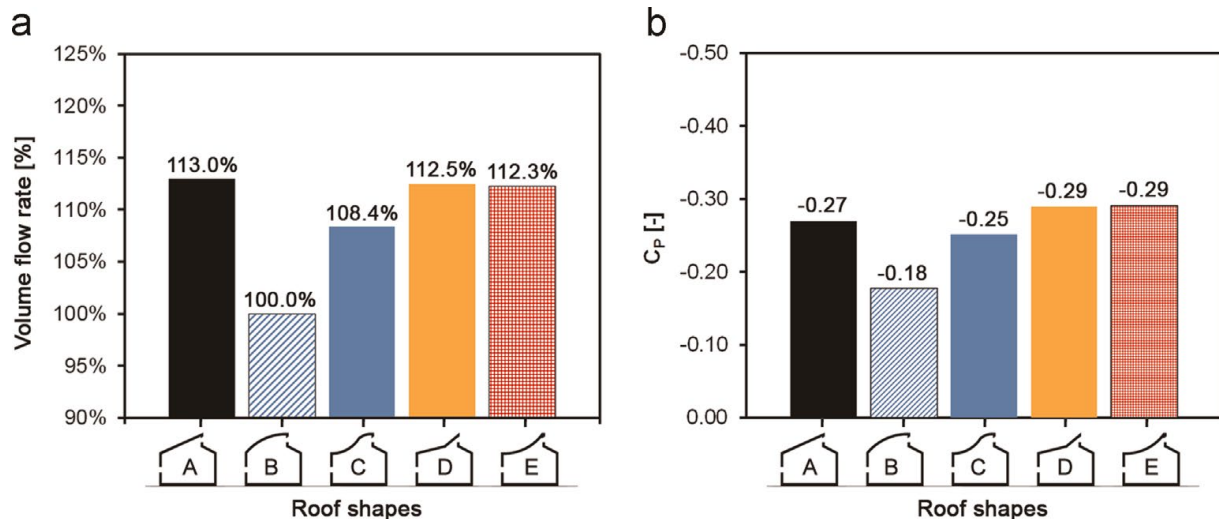 a
125%
120%
115%
110%
105%
100%
95%
90%
Volume flow rate [%]
113.0%
100.0%
108.4%
112.5%
112.3%
A
B
C
D
E
Roof shapes
b
-0.50
-0.40
-0.30
-0.20
-0.10
0.00
CP [-]
-0.27
-0.18
-0.25
-0.29
-0.29
A
B
C
D
E
Roof shapes